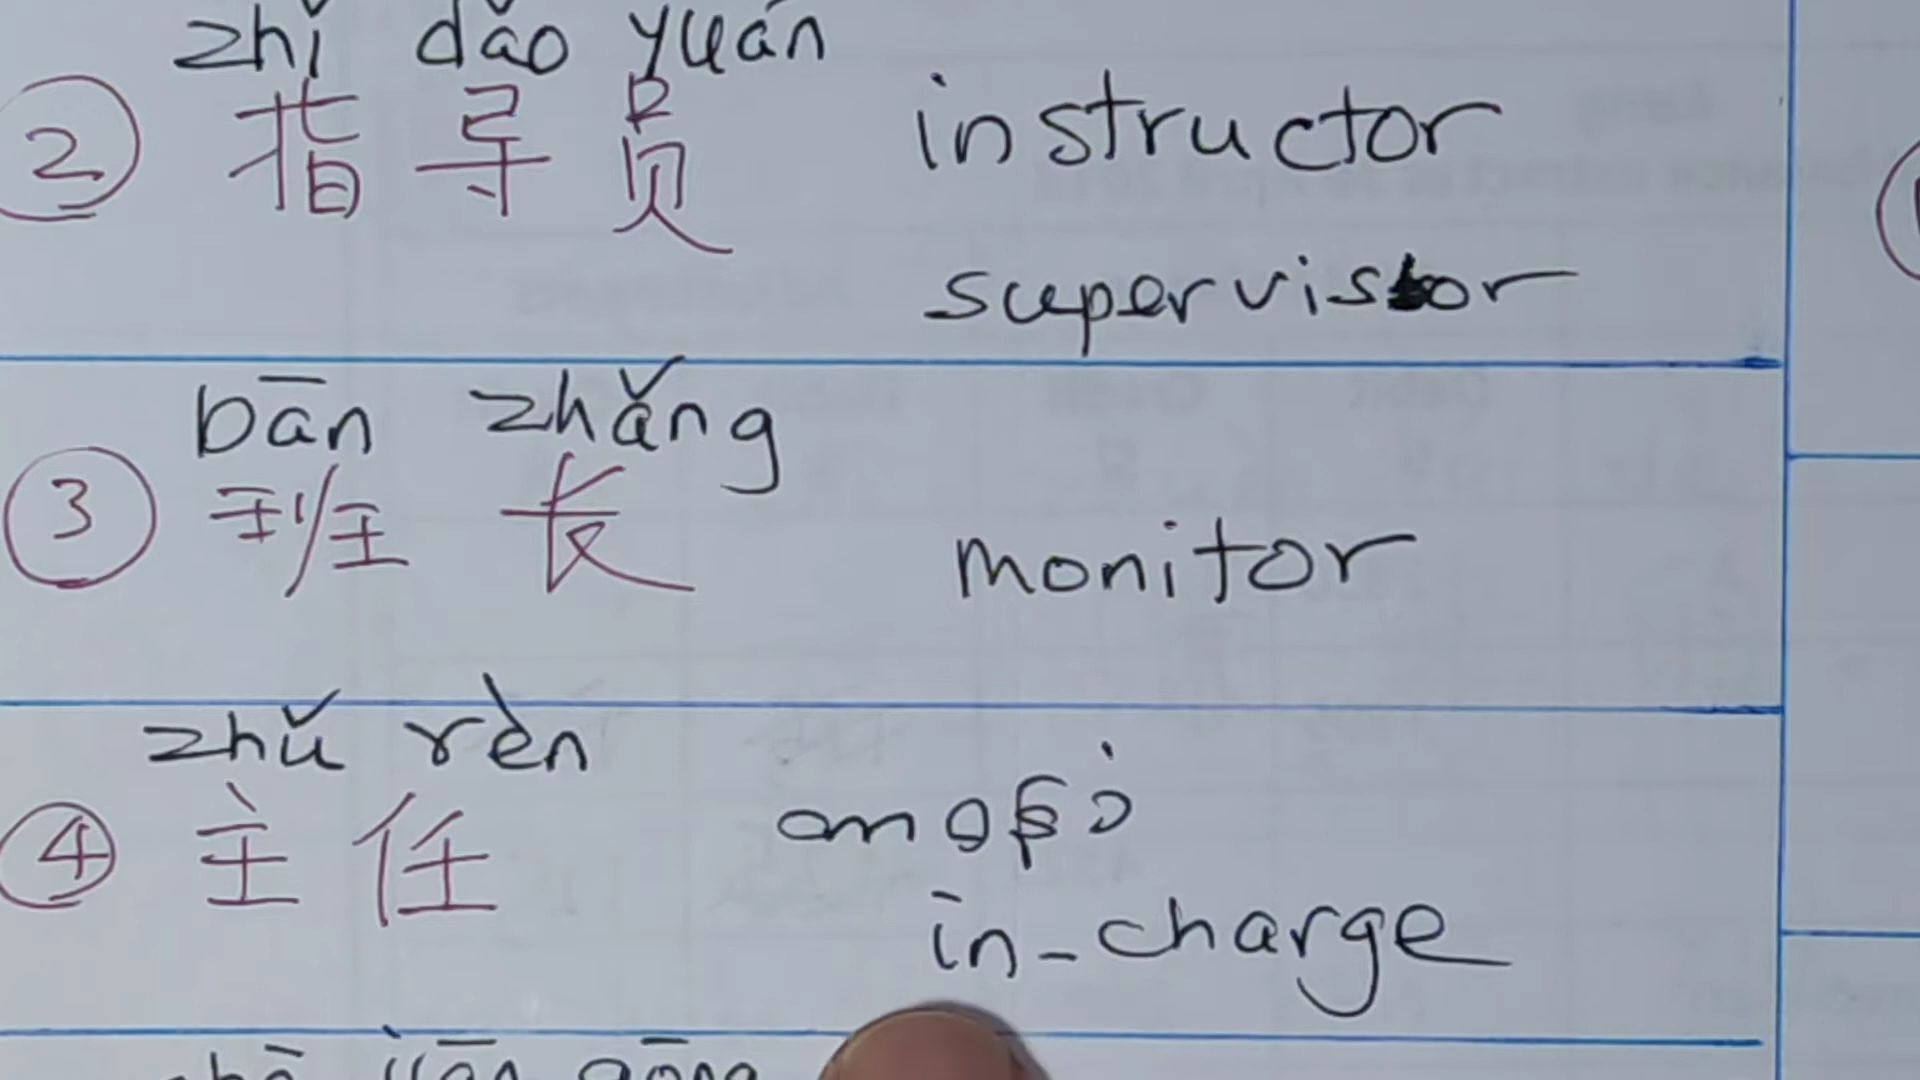 zhǐ dǎo yuán
② 指导员 instructor
supervisor
bān zhǎng
③ 班长 monitor
zhǔ rèn
④ 主任
in-charge